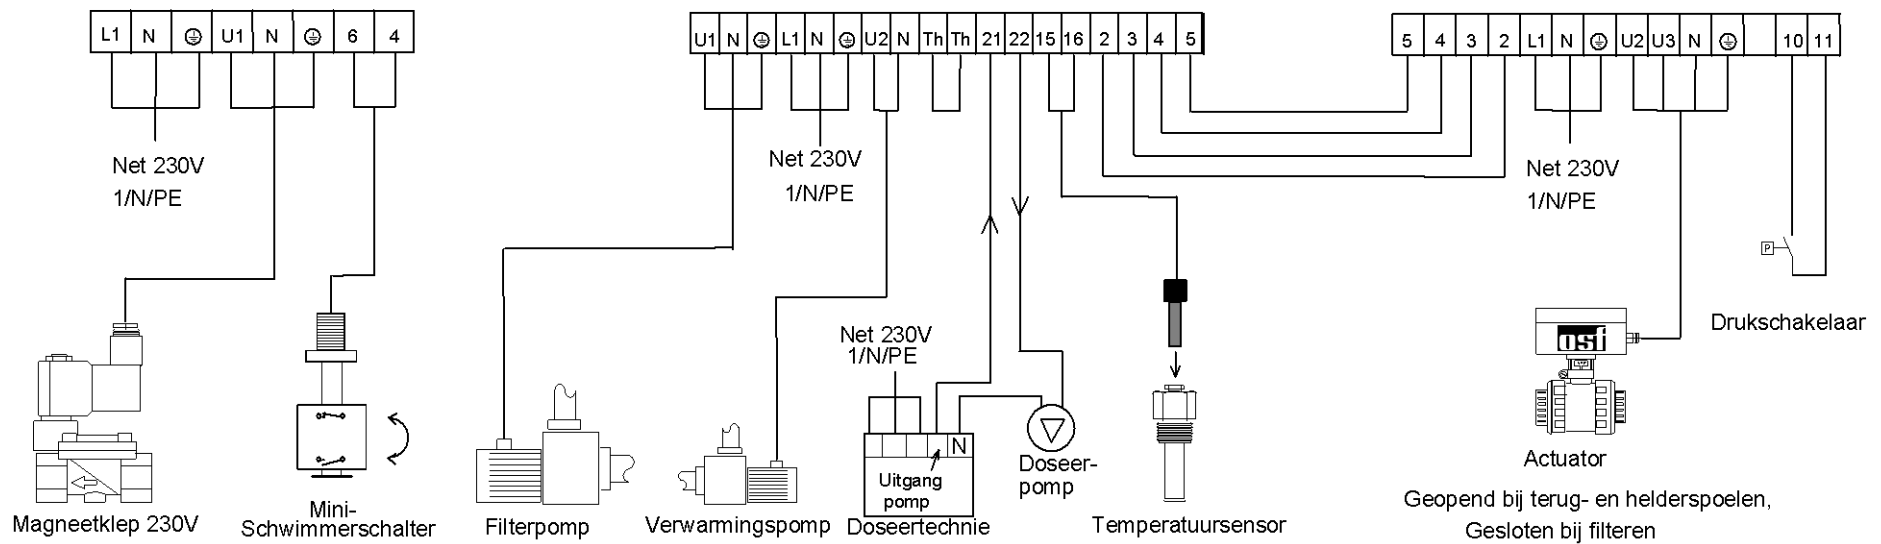 L1 N U1 N 6 4
U1 N L1 N U2 N Th Th 21 22 15 16 2 3 4 5
5 4 3 2 L1 N U2 U3 N 10 11
Net 230V
1/N/PE
Net 230V
1/N/PE
Net 230V
1/N/PE
P
Drukschakelaar
osf
Net 230V
1/N/PE
N
Uitgang
pomp
Doseer-
pomp
Actuator
Geopend bij terug- en helderspoelen,
Gesloten bij filteren
Magneetklep 230V
Mini-
Schwimmerschalter
Filterpomp
Verwarmingspomp
Doseertechnie
Temperatuursensor